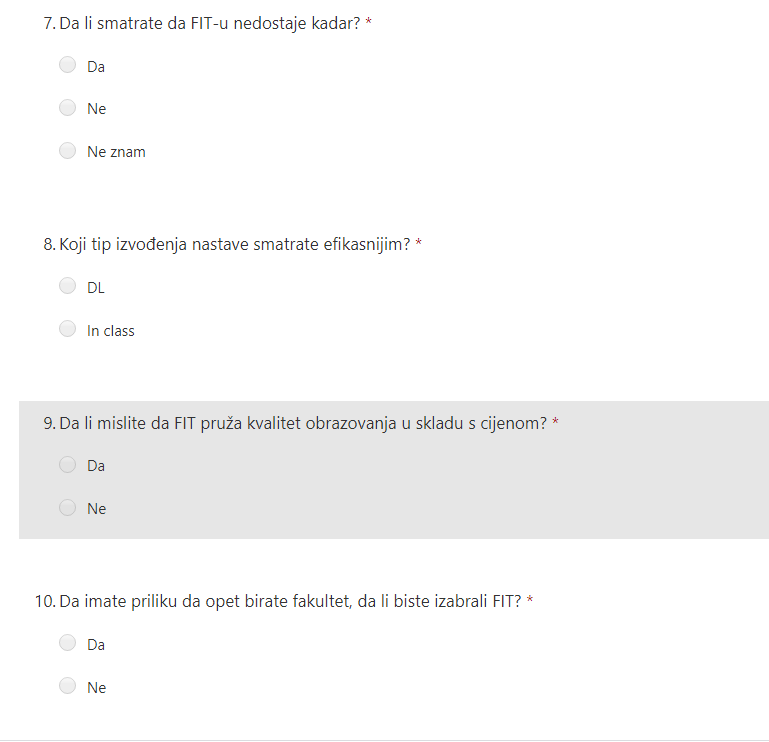 7. Da li smatrate da FIT-u nedostaje kadar? *
Da
Ne
Ne znam
8. Koji tip izvođenja nastave smatrate efikasnijim? *
DL
In class
9. Da li mislite da FIT pruža kvalitet obrazovanja u skladu s cijenom? *
Da
Ne
10. Da imate priliku da opet birate fakultet, da li biste izabrali FIT? *
Da
Ne